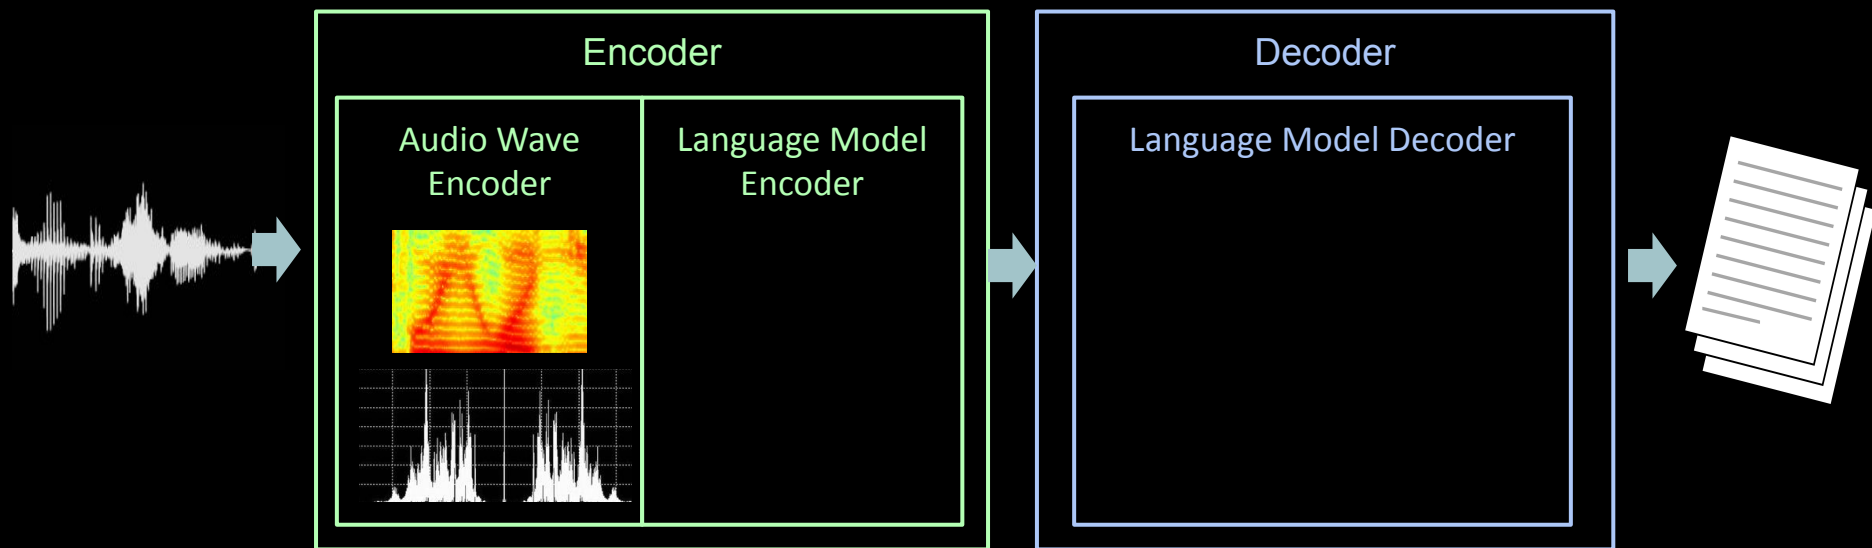 Encoder
Audio Wave
Encoder
Language Model
Encoder
Decoder
Language Model Decoder